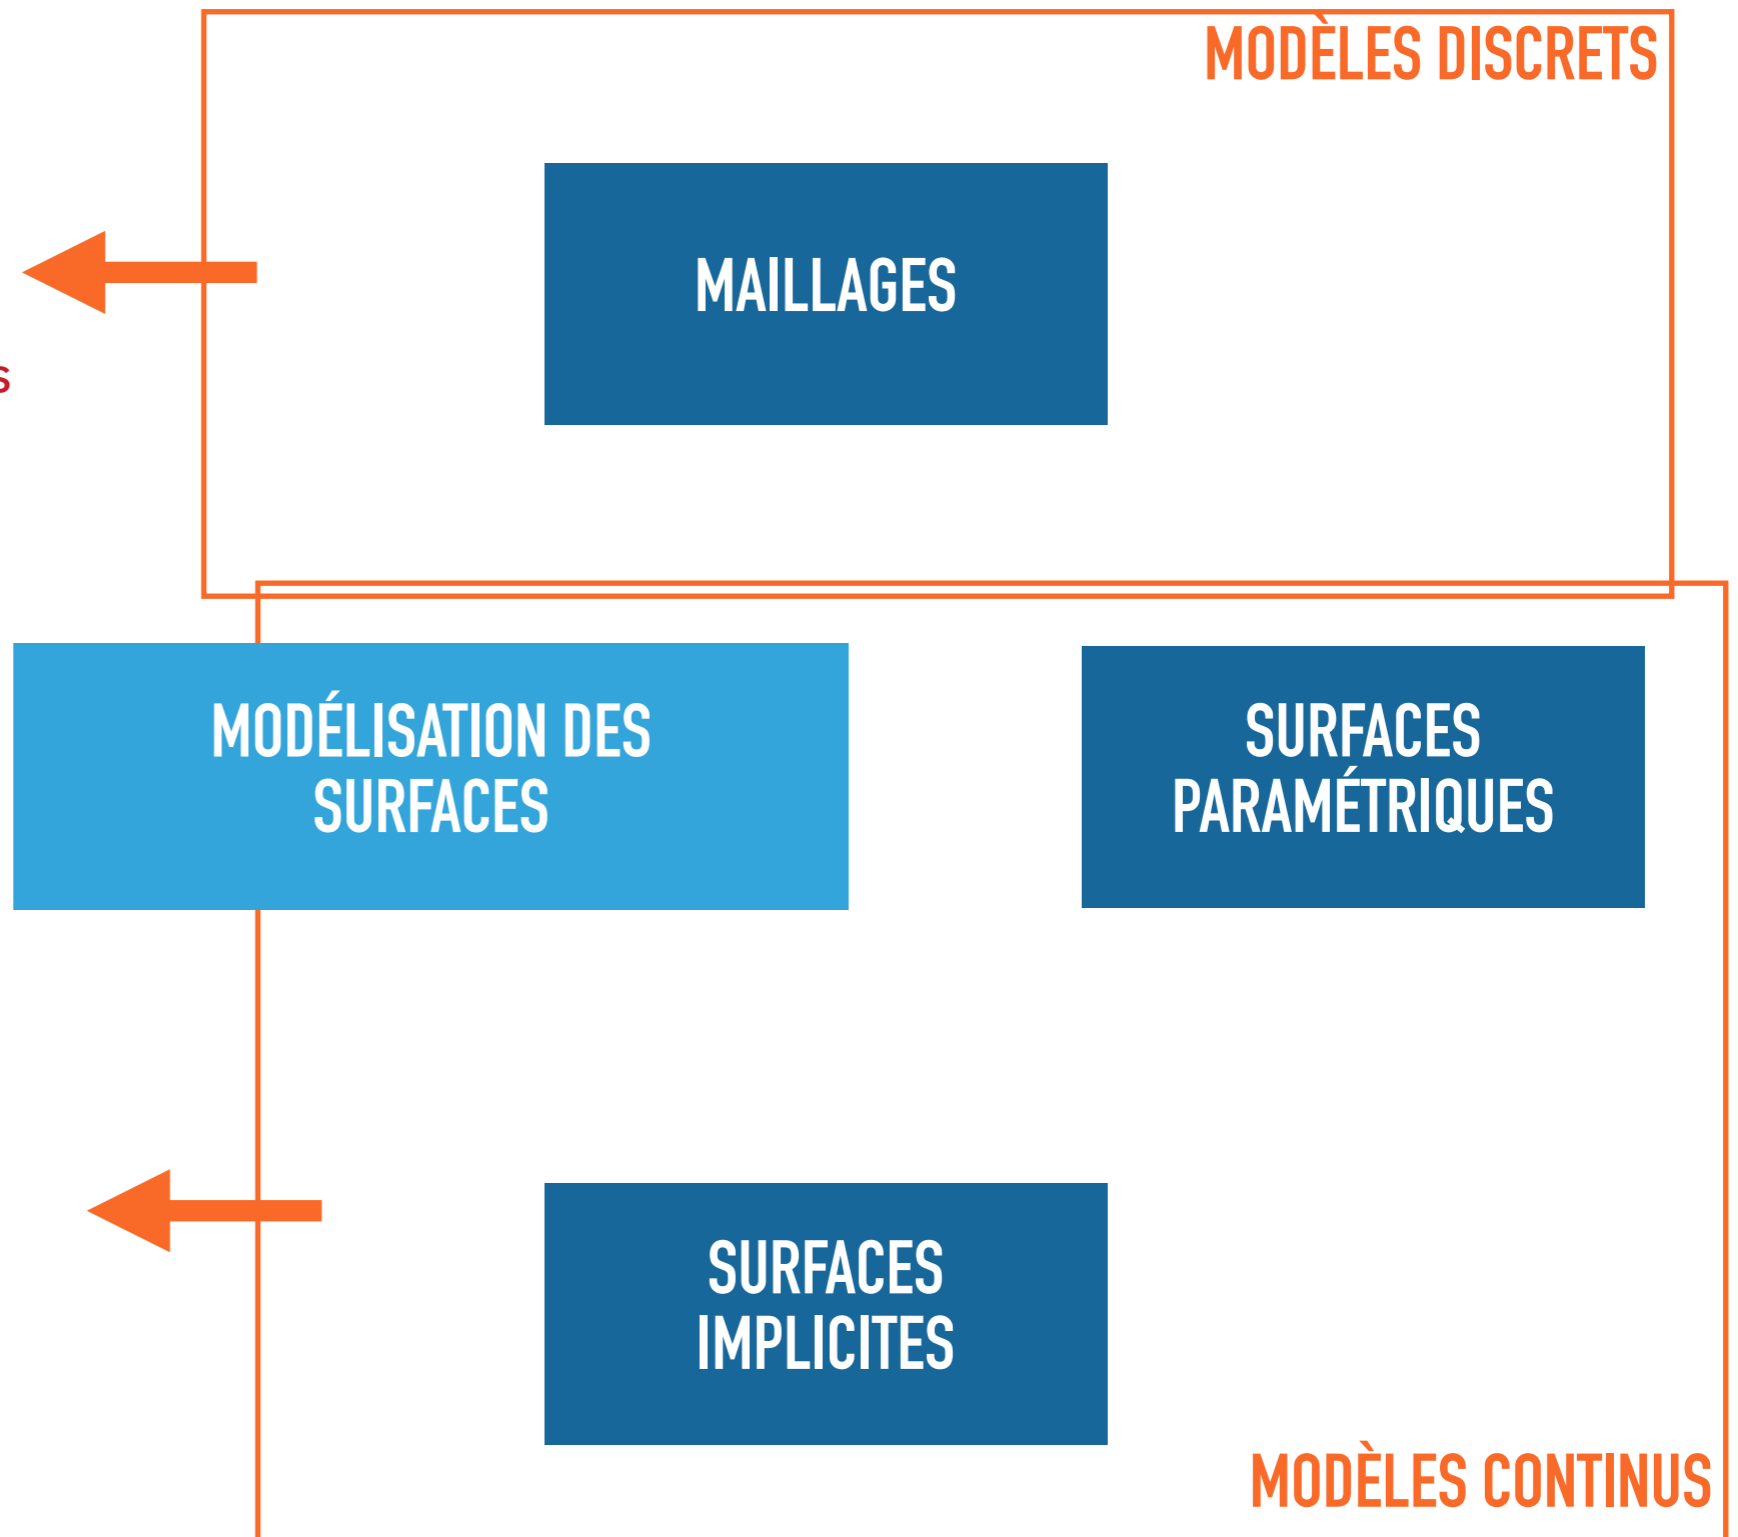 MODÈLES DISCRETS
MAILLAGES
s
MODÉLISATION DES
SURFACES
SURFACES
PARAMÉTRIQUES
SURFACES
IMPLICITES
MODÈLES CONTINUS